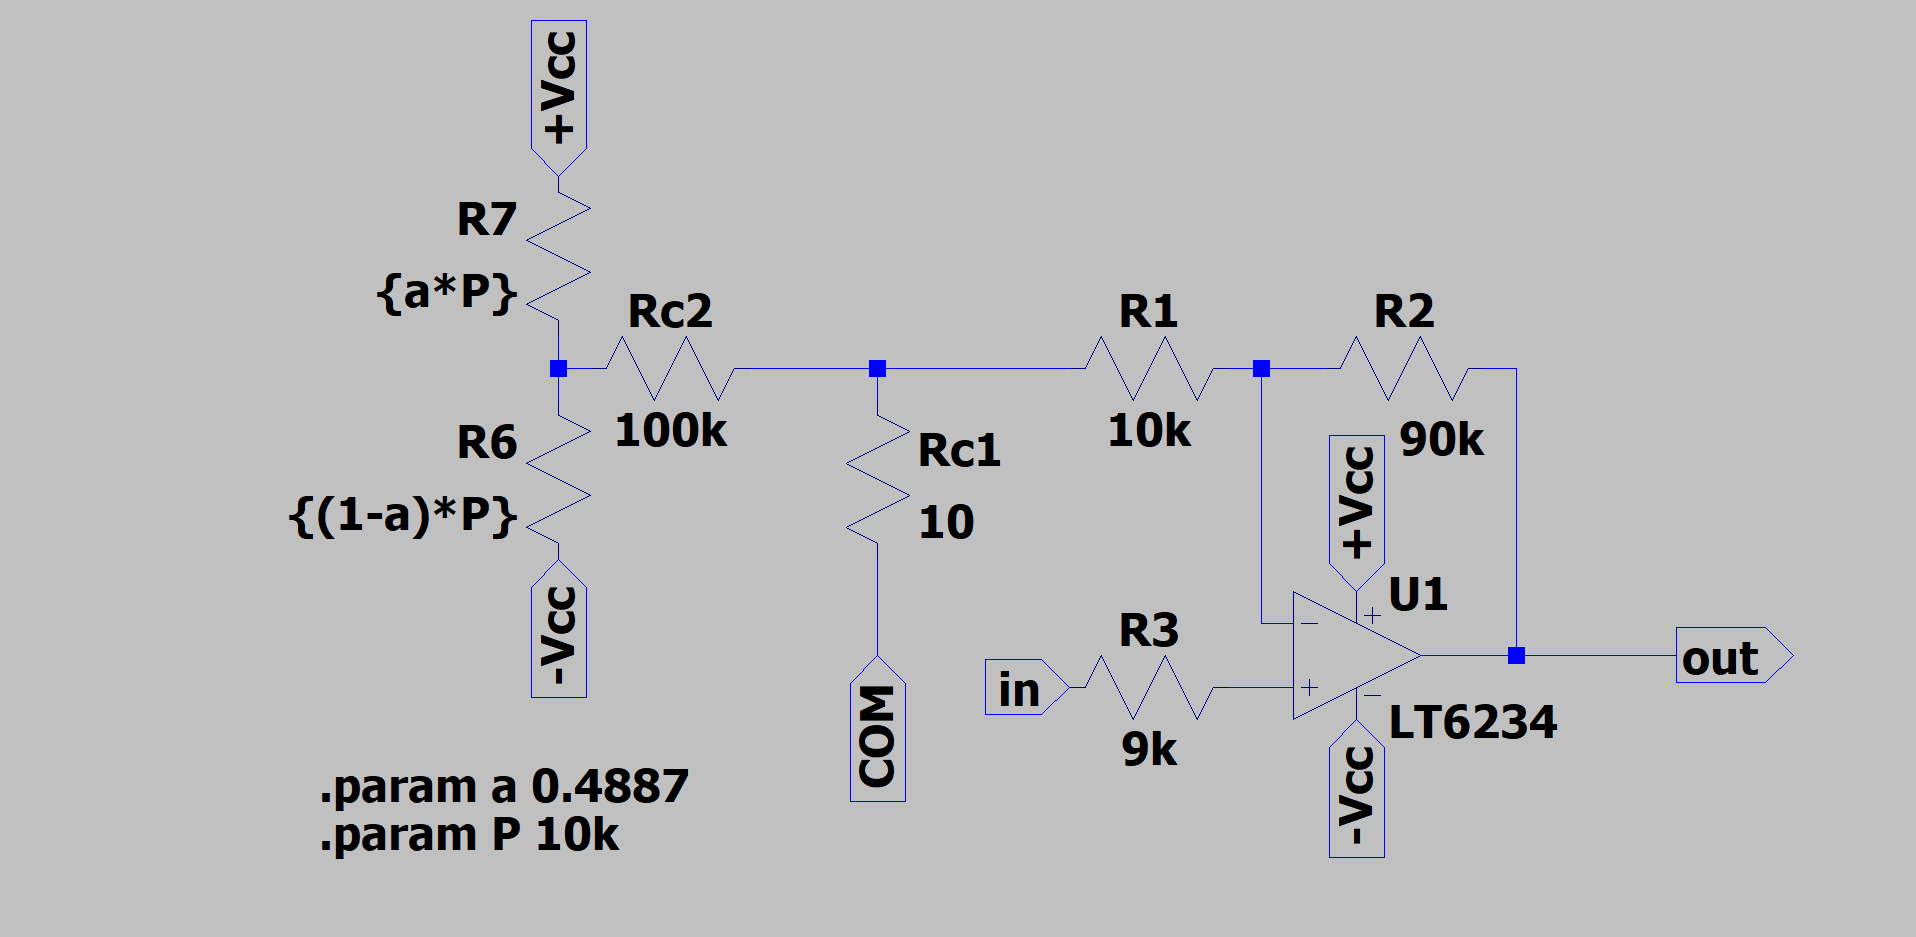 +Vcc
R7
{a*P}
Rc2
100k
R1
10k
R2
90k
R6
{(1-a)*P}
Rc1
10
+Vcc
-Vcc
U1
R3
9k
in
out
COM
LT6234
-Vcc
.param a 0.4887
.param P 10k